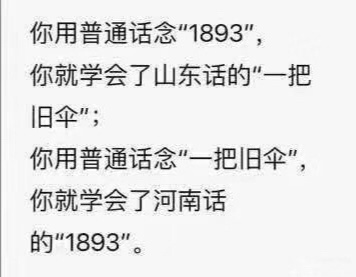 你用普通话念“1893”，
你就学会了山东话的“一把
旧伞”；
你用普通话念“一把旧伞”，
你就学会了河南话
的“1893”。